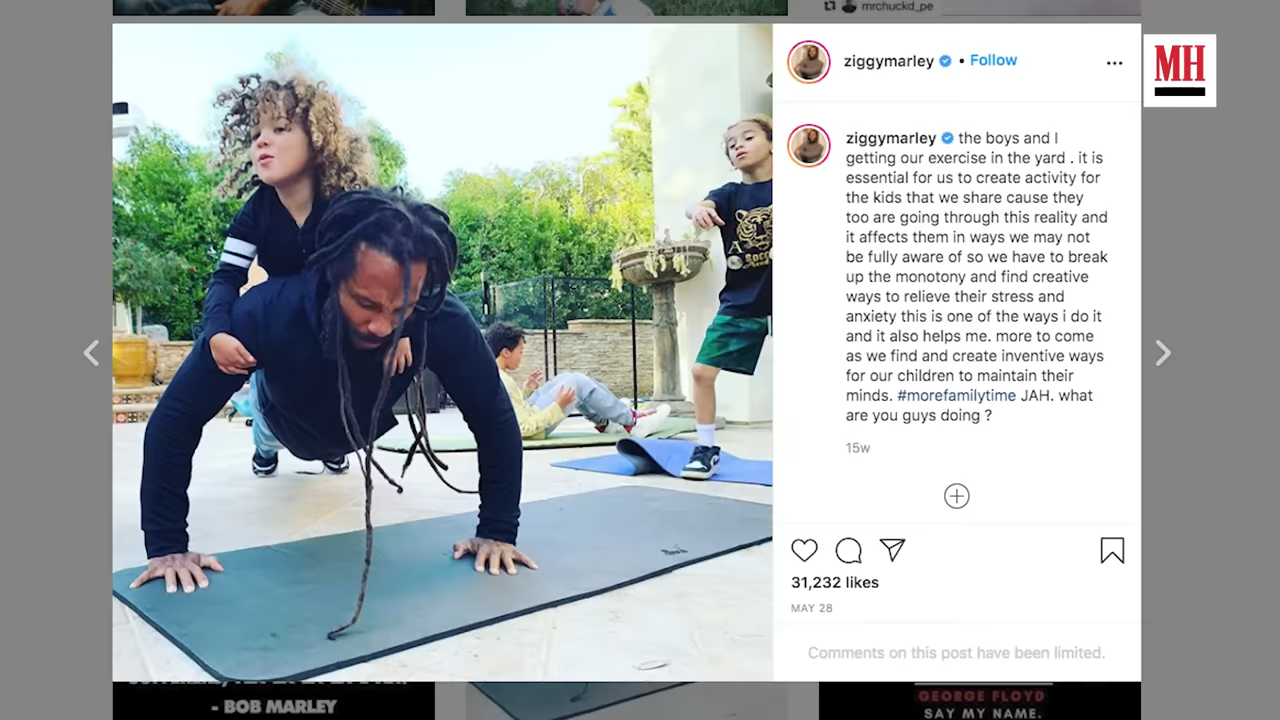 mrchuckd_pe
MH
ziggymarley • Follow
ziggymarley the boys and I
getting our exercise in the yard . it is
essential for us to create activity for
the kids that we share cause they
too are going through this reality and
it affects them in ways we may not
be fully aware of so we have to break
up the monotony and find creative
ways to relieve their stress and
anxiety this is one of the ways i do it
and it also helps me. more to come
as we find and create inventive ways
for our children to maintain their
minds. #morefamilytime JAH. what
are you guys doing ?
15w
31,232 likes
MAY 28
Comments on this post have been limited.
- BOB MARLEY
GEORGE FLOYD
SAY MY NAME.